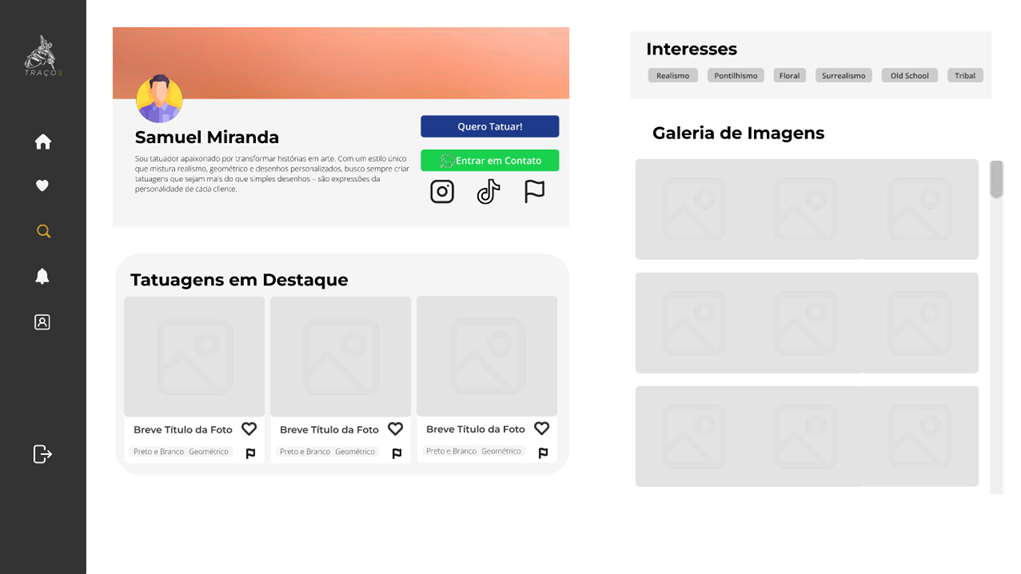 TRAÇOS
Samuel Miranda
Sou tatuador apaixonado por transformar histórias em arte. Com um estilo único
que mistura realismo, geométrico e desenhos personalizados, busco sempre criar
tatuagens que sejam mais do que simples desenhos – são expressões da
personalidade de cada cliente.
Quero Tatuar!
Entrar em Contato
Tatuagens em Destaque
Breve Título da Foto
Preto e Branco Geométrico
Breve Título da Foto
Preto e Branco Geométrico
Breve Título da Foto
Preto e Branco Geométrico
Interesses
Realismo Pontilhismo Floral Surrealismo Old School Tribal
Galeria de Imagens